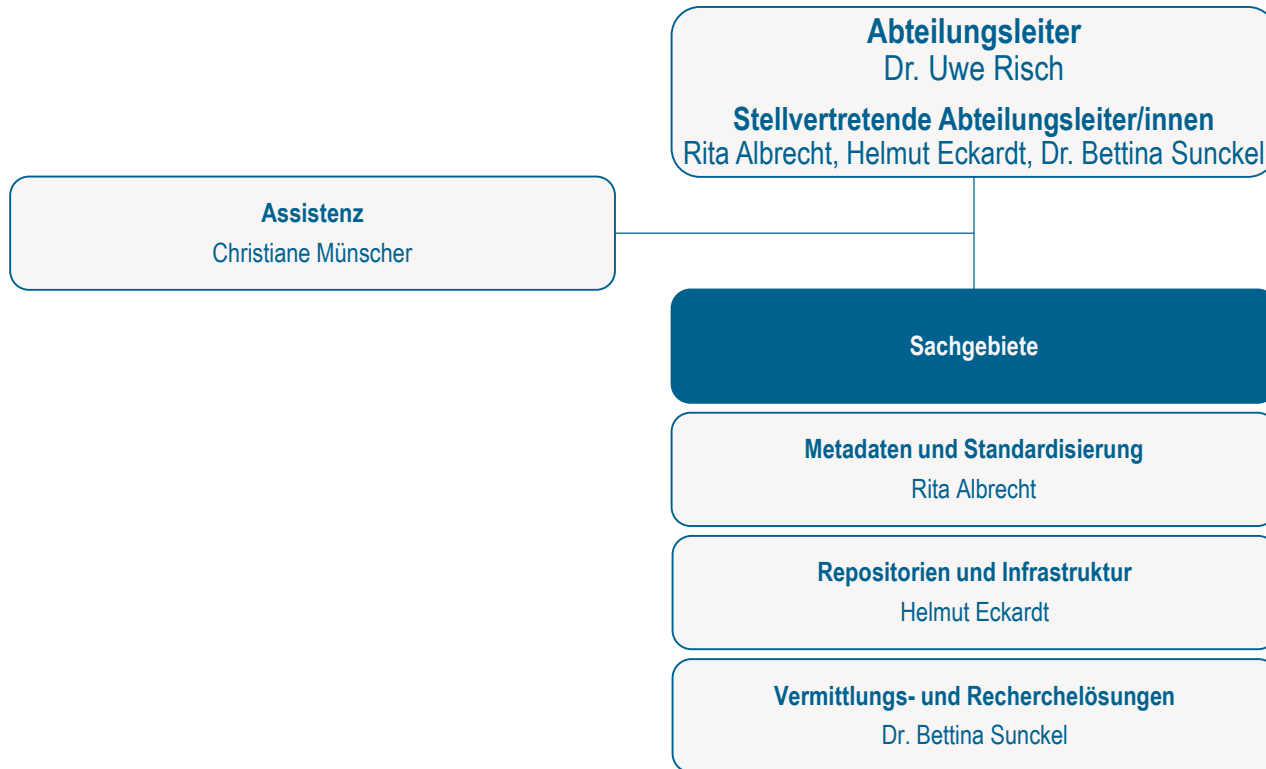 Abteilungsleiter
Dr. Uwe Risch
Stellvertretende Abteilungsleiter/innen
Rita Albrecht, Helmut Eckardt, Dr. Bettina Sunckel
Assistenz
Christiane Münscher
Sachgebiete
Metadaten und Standardisierung
Rita Albrecht
Repositorien und Infrastruktur
Helmut Eckardt
Vermittlungs- und Recherchelösungen
Dr. Bettina Sunckel